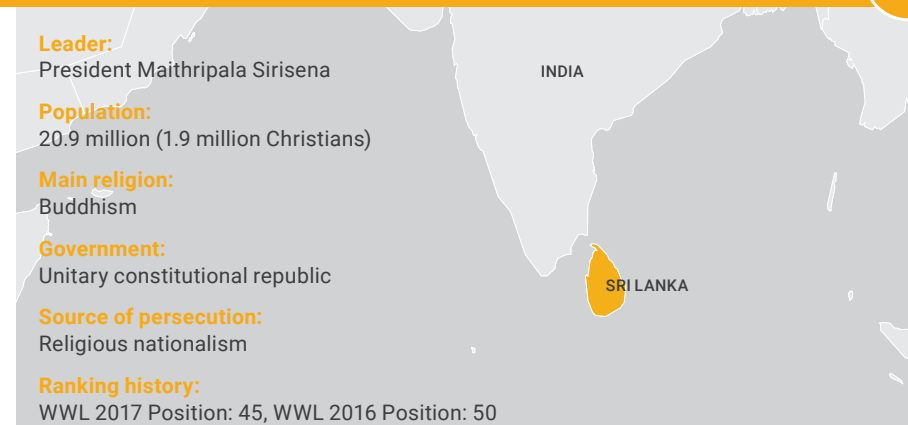 Leader:
President Maithripala Sirisena
INDIA
Population:
20.9 million (1.9 million Christians)
Main religion:
Buddhism
Government:
Unitary constitutional republic
SRI LANKA
Source of persecution:
Religious nationalism
Ranking history:
WWL 2017 Position: 45, WWL 2016 Position: 50